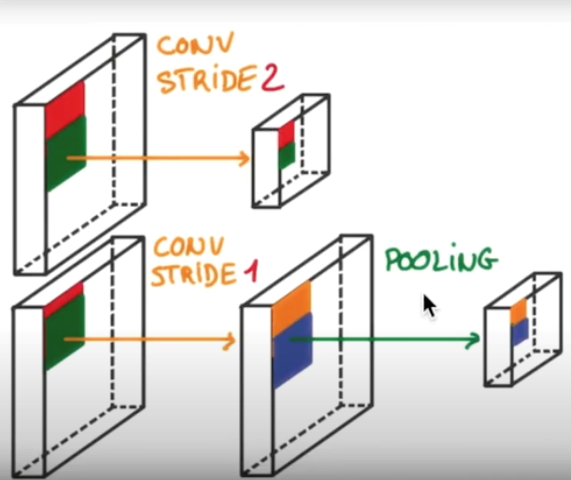 CONV
STRIDE 2
CONV
STRIDE 1
POOLING